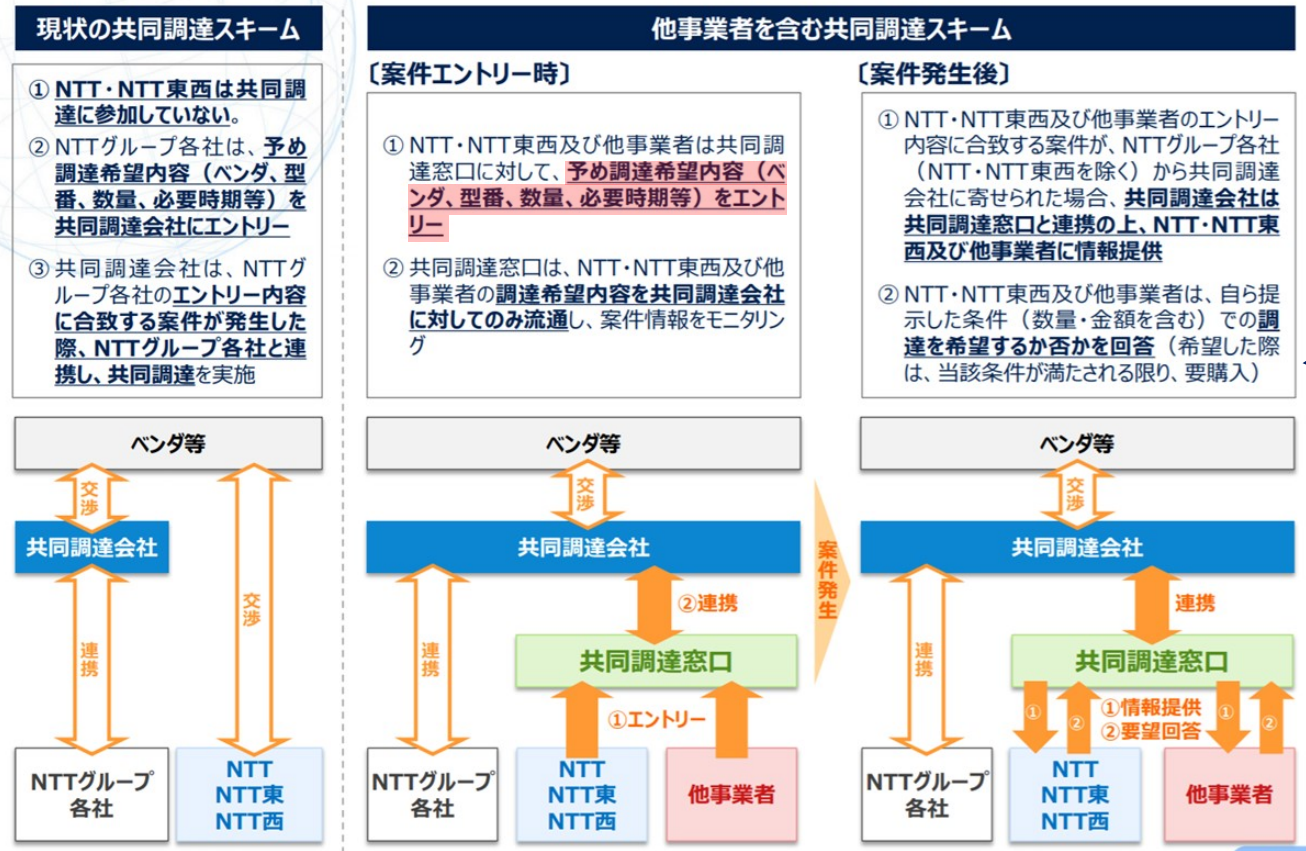 現状の共同調達スキーム
① NTT・NTT東西は共同調
達に参加していない。
② NTTグループ各社は、予め
調達希望内容（ベンダ、型
番、数量、必要時期等）を
共同調達会社にエントリー
③ 共同調達会社は、NTTグ
ループ各社のエントリー内容
に合致する案件が発生した
際、NTTグループ各社と連
携し、共同調達を実施
ベンダ等
交渉
共同調達会社
交渉
連携
NTTグループ
各社
NTT
NTT東
NTT西
他事業者を含む共同調達スキーム
〔案件エントリー時〕
① NTT・NTT東西及び他事業者は共同調
達窓口に対して、予め調達希望内容（ベ
ンダ、型番、数量、必要時期等）をエント
リー
② 共同調達窓口は、NTT・NTT東西及び他
事業者の調達希望内容を共同調達会社
に対してのみ流通し、案件情報をモニタリン
グ
ベンダ等
交渉
共同調達会社
②連携
連携
共同調達窓口
①エントリー
NTTグループ
各社
NTT
NTT東
NTT西
他事業者
案件発生
〔案件発生後〕
① NTT・NTT東西及び他事業者のエントリー
内容に合致する案件が、NTTグループ各社
（NTT・NTT東西を除く）から共同調達
会社に寄せられた場合、共同調達会社は
共同調達窓口と連携の上、NTT・NTT東
西及び他事業者に情報提供
② NTT・NTT東西及び他事業者は、自ら提
示した条件（数量・金額を含む）での調
達を希望するか否かを回答（希望した際
は、当該条件が満たされる限り、要購入）
ベンダ等
交渉
共同調達会社
連携
連携
共同調達窓口
① ② ①情報提供 ① ②
②要望回答
NTTグループ
各社
NTT
NTT東
NTT西
他事業者